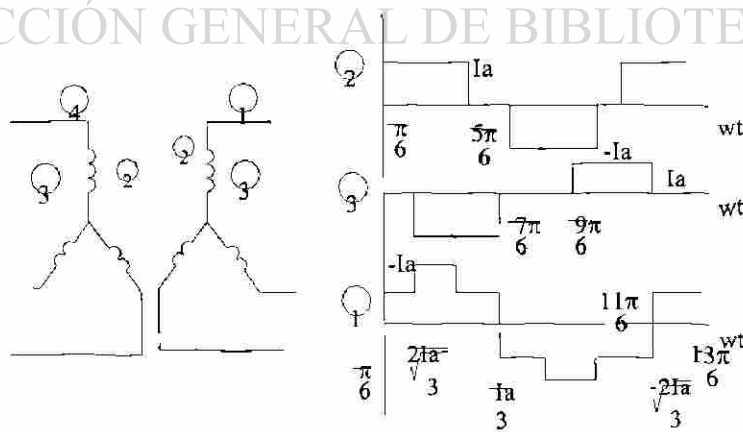 CCIÓN GENERAL DE BIBLIOTE
4
1
2
3
2
3
2
Ia
π
6
5π
6
wt
-Ia
3
Ia
wt
7π
6
9π
6
-Ia
1
11π
6
wt
π
6
√2Ia
3
Ia
3
√-2Ia
3
13π
6